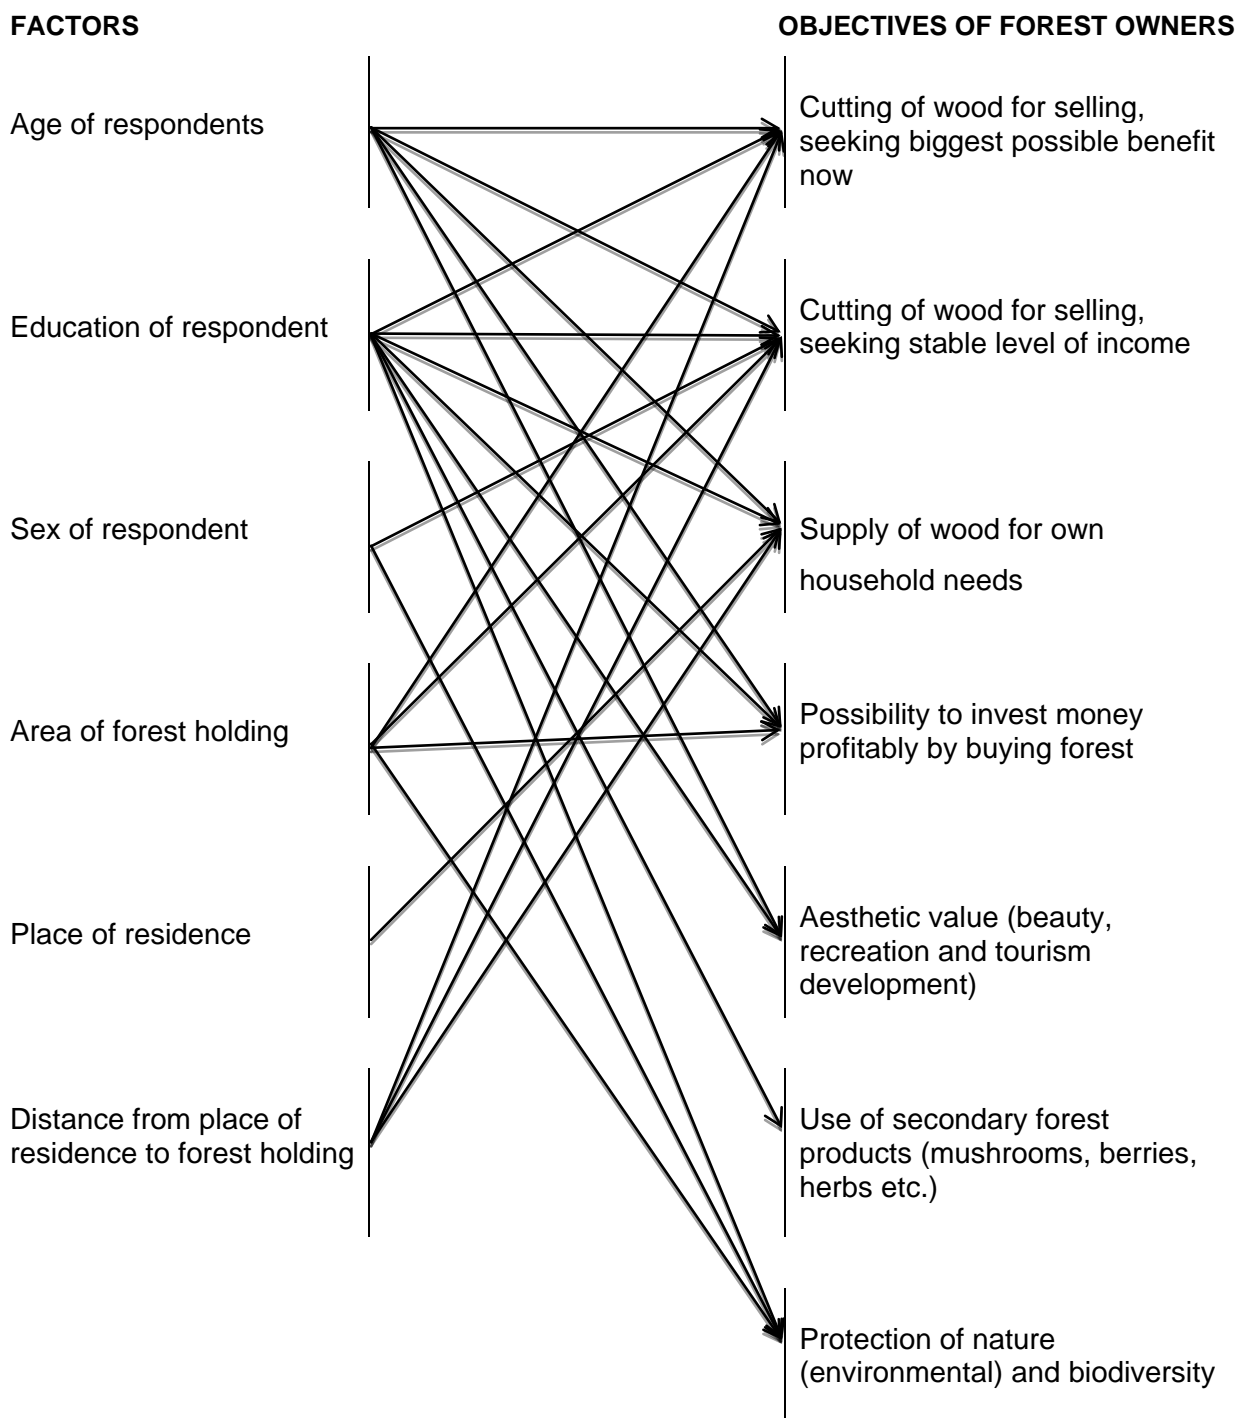 FACTORS
OBJECTIVES OF FOREST OWNERS
Age of respondents
Cutting of wood for selling,
seeking biggest possible benefit
now
Education of respondent
Cutting of wood for selling,
seeking stable level of income
Sex of respondent
Supply of wood for own
household needs
Area of forest holding
Possibility to invest money
profitably by buying forest
Place of residence
Aesthetic value (beauty,
recreation and tourism
development)
Distance from place of
residence to forest holding
Use of secondary forest
products (mushrooms, berries,
herbs etc.)
Protection of nature
(environmental) and biodiversity